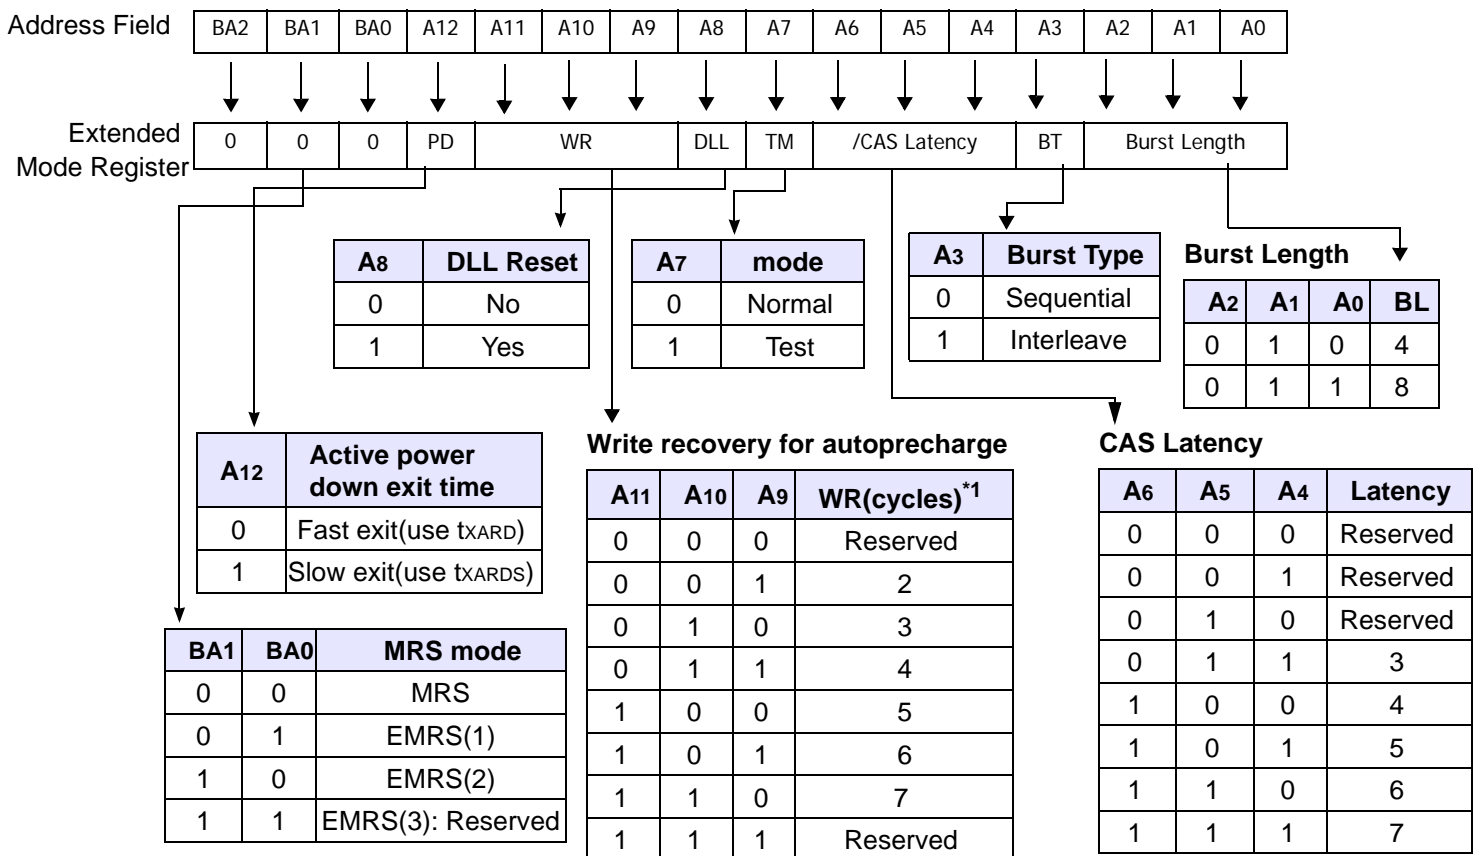 Address Field BA2 BA1 BA0 A12 A11 A10 A9 A8 A7 A6 A5 A4 A3 A2 A1 A0
Extended Mode Register 0 0 0 PD WR DLL TM /CAS Latency BT Burst Length
A8 DLL Reset
0 No
1 Yes
A7 mode
0 Normal
1 Test
A3 Burst Type
0 Sequential
1 Interleave
Burst Length
A2 A1 A0 BL
0 1 0 4
0 1 1 8
A12 Active power down exit time
0 Fast exit(use tXARD)
1 Slow exit(use tXARDS)
BA1 BA0 MRS mode
0 0 MRS
0 1 EMRS(1)
1 0 EMRS(2)
1 1 EMRS(3): Reserved
Write recovery for autoprecharge
A11 A10 A9 WR(cycles)*1
0 0 0 Reserved
0 0 1 2
0 1 0 3
0 1 1 4
1 0 0 5
1 0 1 6
1 1 0 7
1 1 1 Reserved
CAS Latency
A6 A5 A4 Latency
0 0 0 Reserved
0 0 1 Reserved
0 1 0 Reserved
0 1 1 3
1 0 0 4
1 0 1 5
1 1 0 6
1 1 1 7